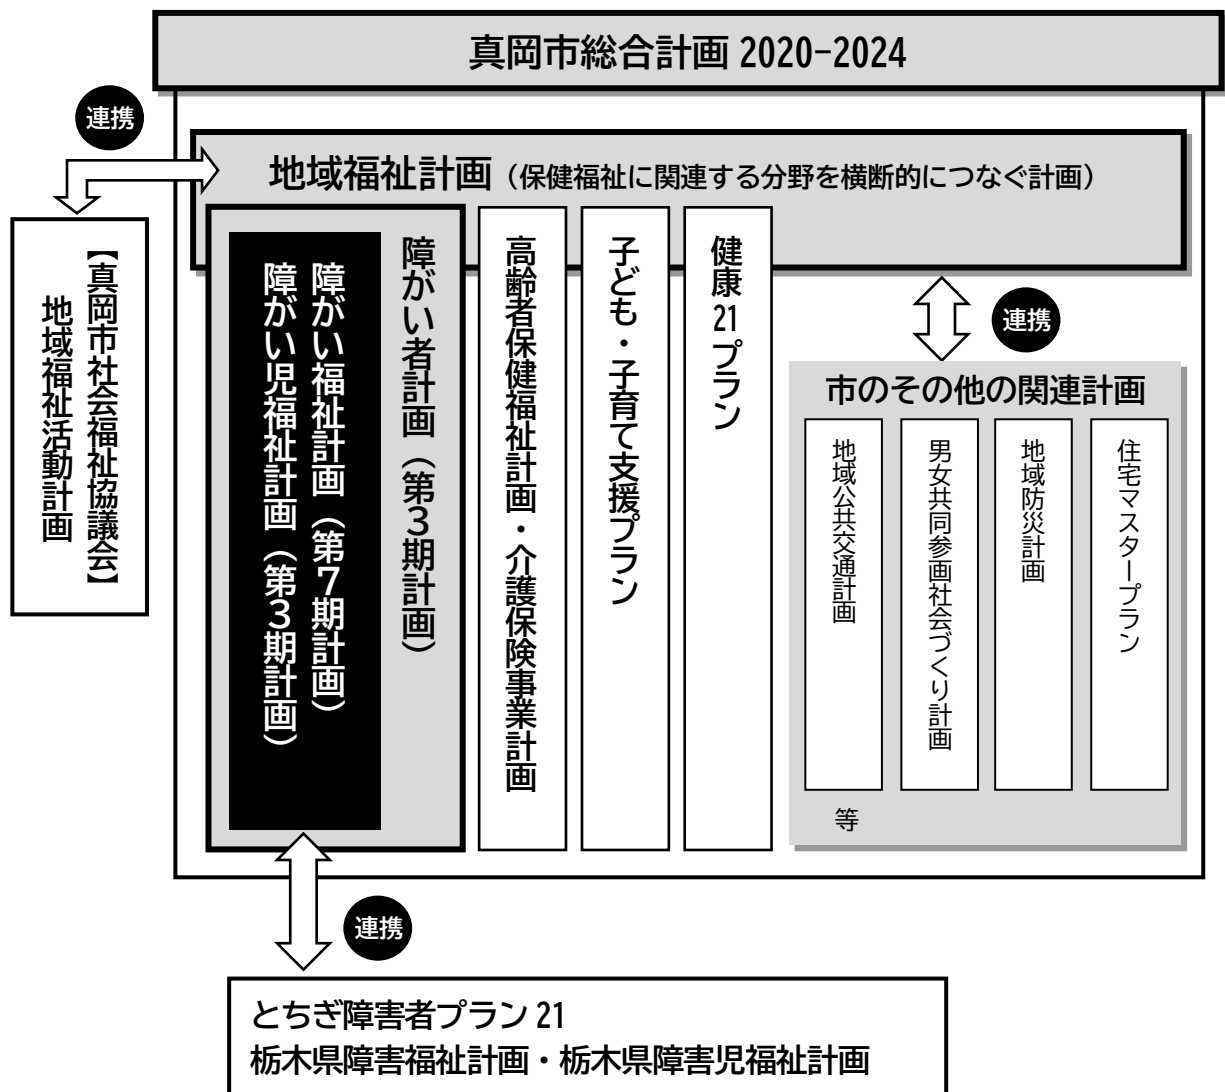 真岡市総合計画 2020-2024
連携
地域福祉計画（保健福祉に関連する分野を横断的につなぐ計画）
【真岡市社会福祉協議会】
地域福祉活動計画
障がい者計画（第３期計画）
障がい福祉計画（第７期計画）
障がい児福祉計画（第３期計画）
高齢者保健福祉計画・介護保険事業計画
子ども・子育て支援プラン
健康 21 プラン
連携
市のその他の関連計画
地域公共交通計画
男女共同参画社会づくり計画
地域防災計画
住宅マスタープラン
等
連携
とちぎ障害者プラン 21
栃木県障害福祉計画・栃木県障害児福祉計画